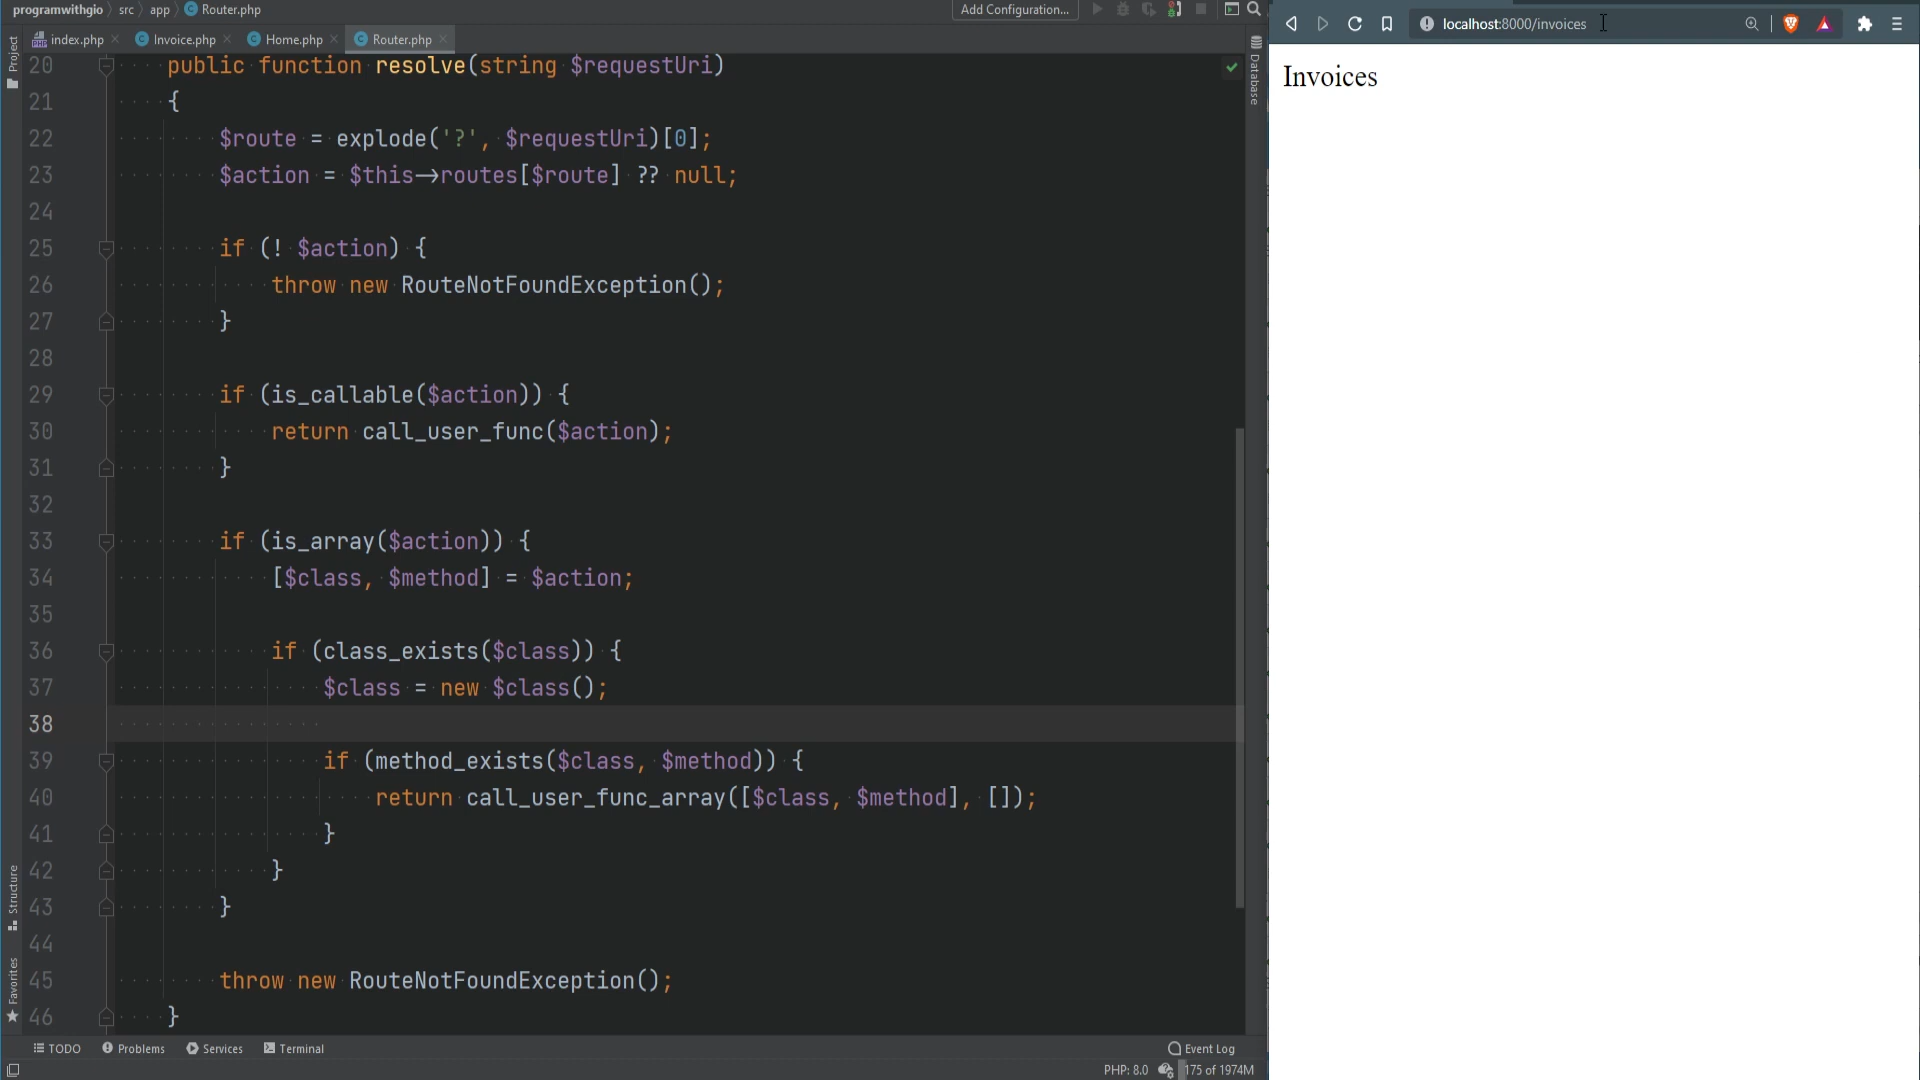 programwithgio src app Router.php
Add Configuration...
index.php Invoice.php Home.php Router.php
localhost:8000/invoices
Invoices
Project
Database
Structure
Favorites
20 public function resolve(string $requestUri)
21 {
22 $route = explode('?', $requestUri)[0];
23 $action = $this->routes[$route] ?? null;
24
25 if (! $action) {
26 throw new RouteNotFoundException();
27 }
28
29 if (is_callable($action)) {
30 return call_user_func($action);
31 }
32
33 if (is_array($action)) {
34 [$class, $method] = $action;
35
36 if (class_exists($class)) {
37 $class = new $class();
38
39 if (method_exists($class, $method)) {
40 return call_user_func_array([$class, $method], []);
41 }
42 }
43 }
44
45 throw new RouteNotFoundException();
46 }
TODO Problems Services Terminal Event Log
PHP: 8.0 175 of 1974M